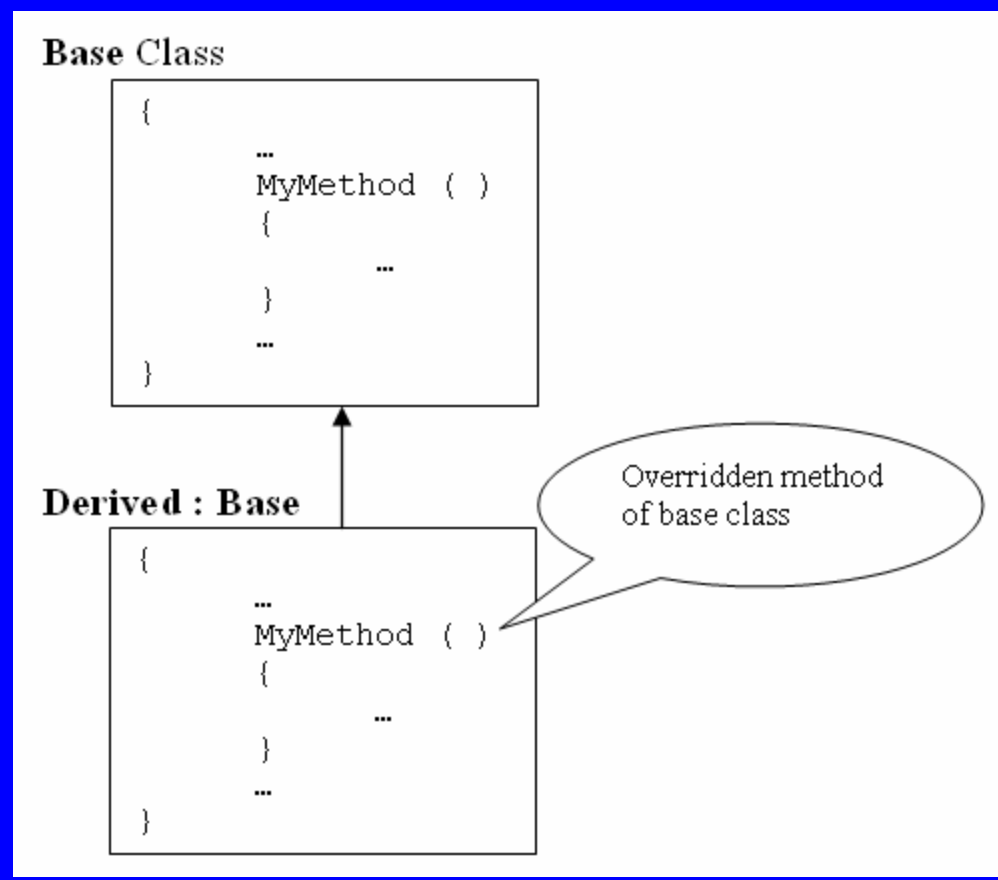 Base Class
{
…
MyMethod ( )
{
…
}
…
}
Derived : Base
Overridden method
of base class
{
…
MyMethod ( )
{
…
}
…
}